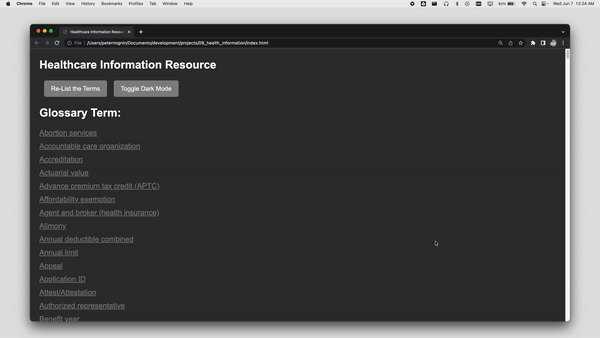 Chrome File Edit View History Bookmarks Profiles Tab Window Help 90% Wed Jun 7 12:24 AM
Healthcare Information Resource
File /Users/petermignin/Documents/development/projects/09_health_information/index.html
Healthcare Information Resource
Re-List the Terms Toggle Dark Mode
Glossary Term:
Abortion services
Accountable care organization
Accreditation
Actuarial value
Advance premium tax credit (APTC)
Affordability exemption
Agent and broker (health insurance)
Alimony
Annual deductible combined
Annual limit
Appeal
Application ID
Attest/Attestation
Authorized representative
Benefit year